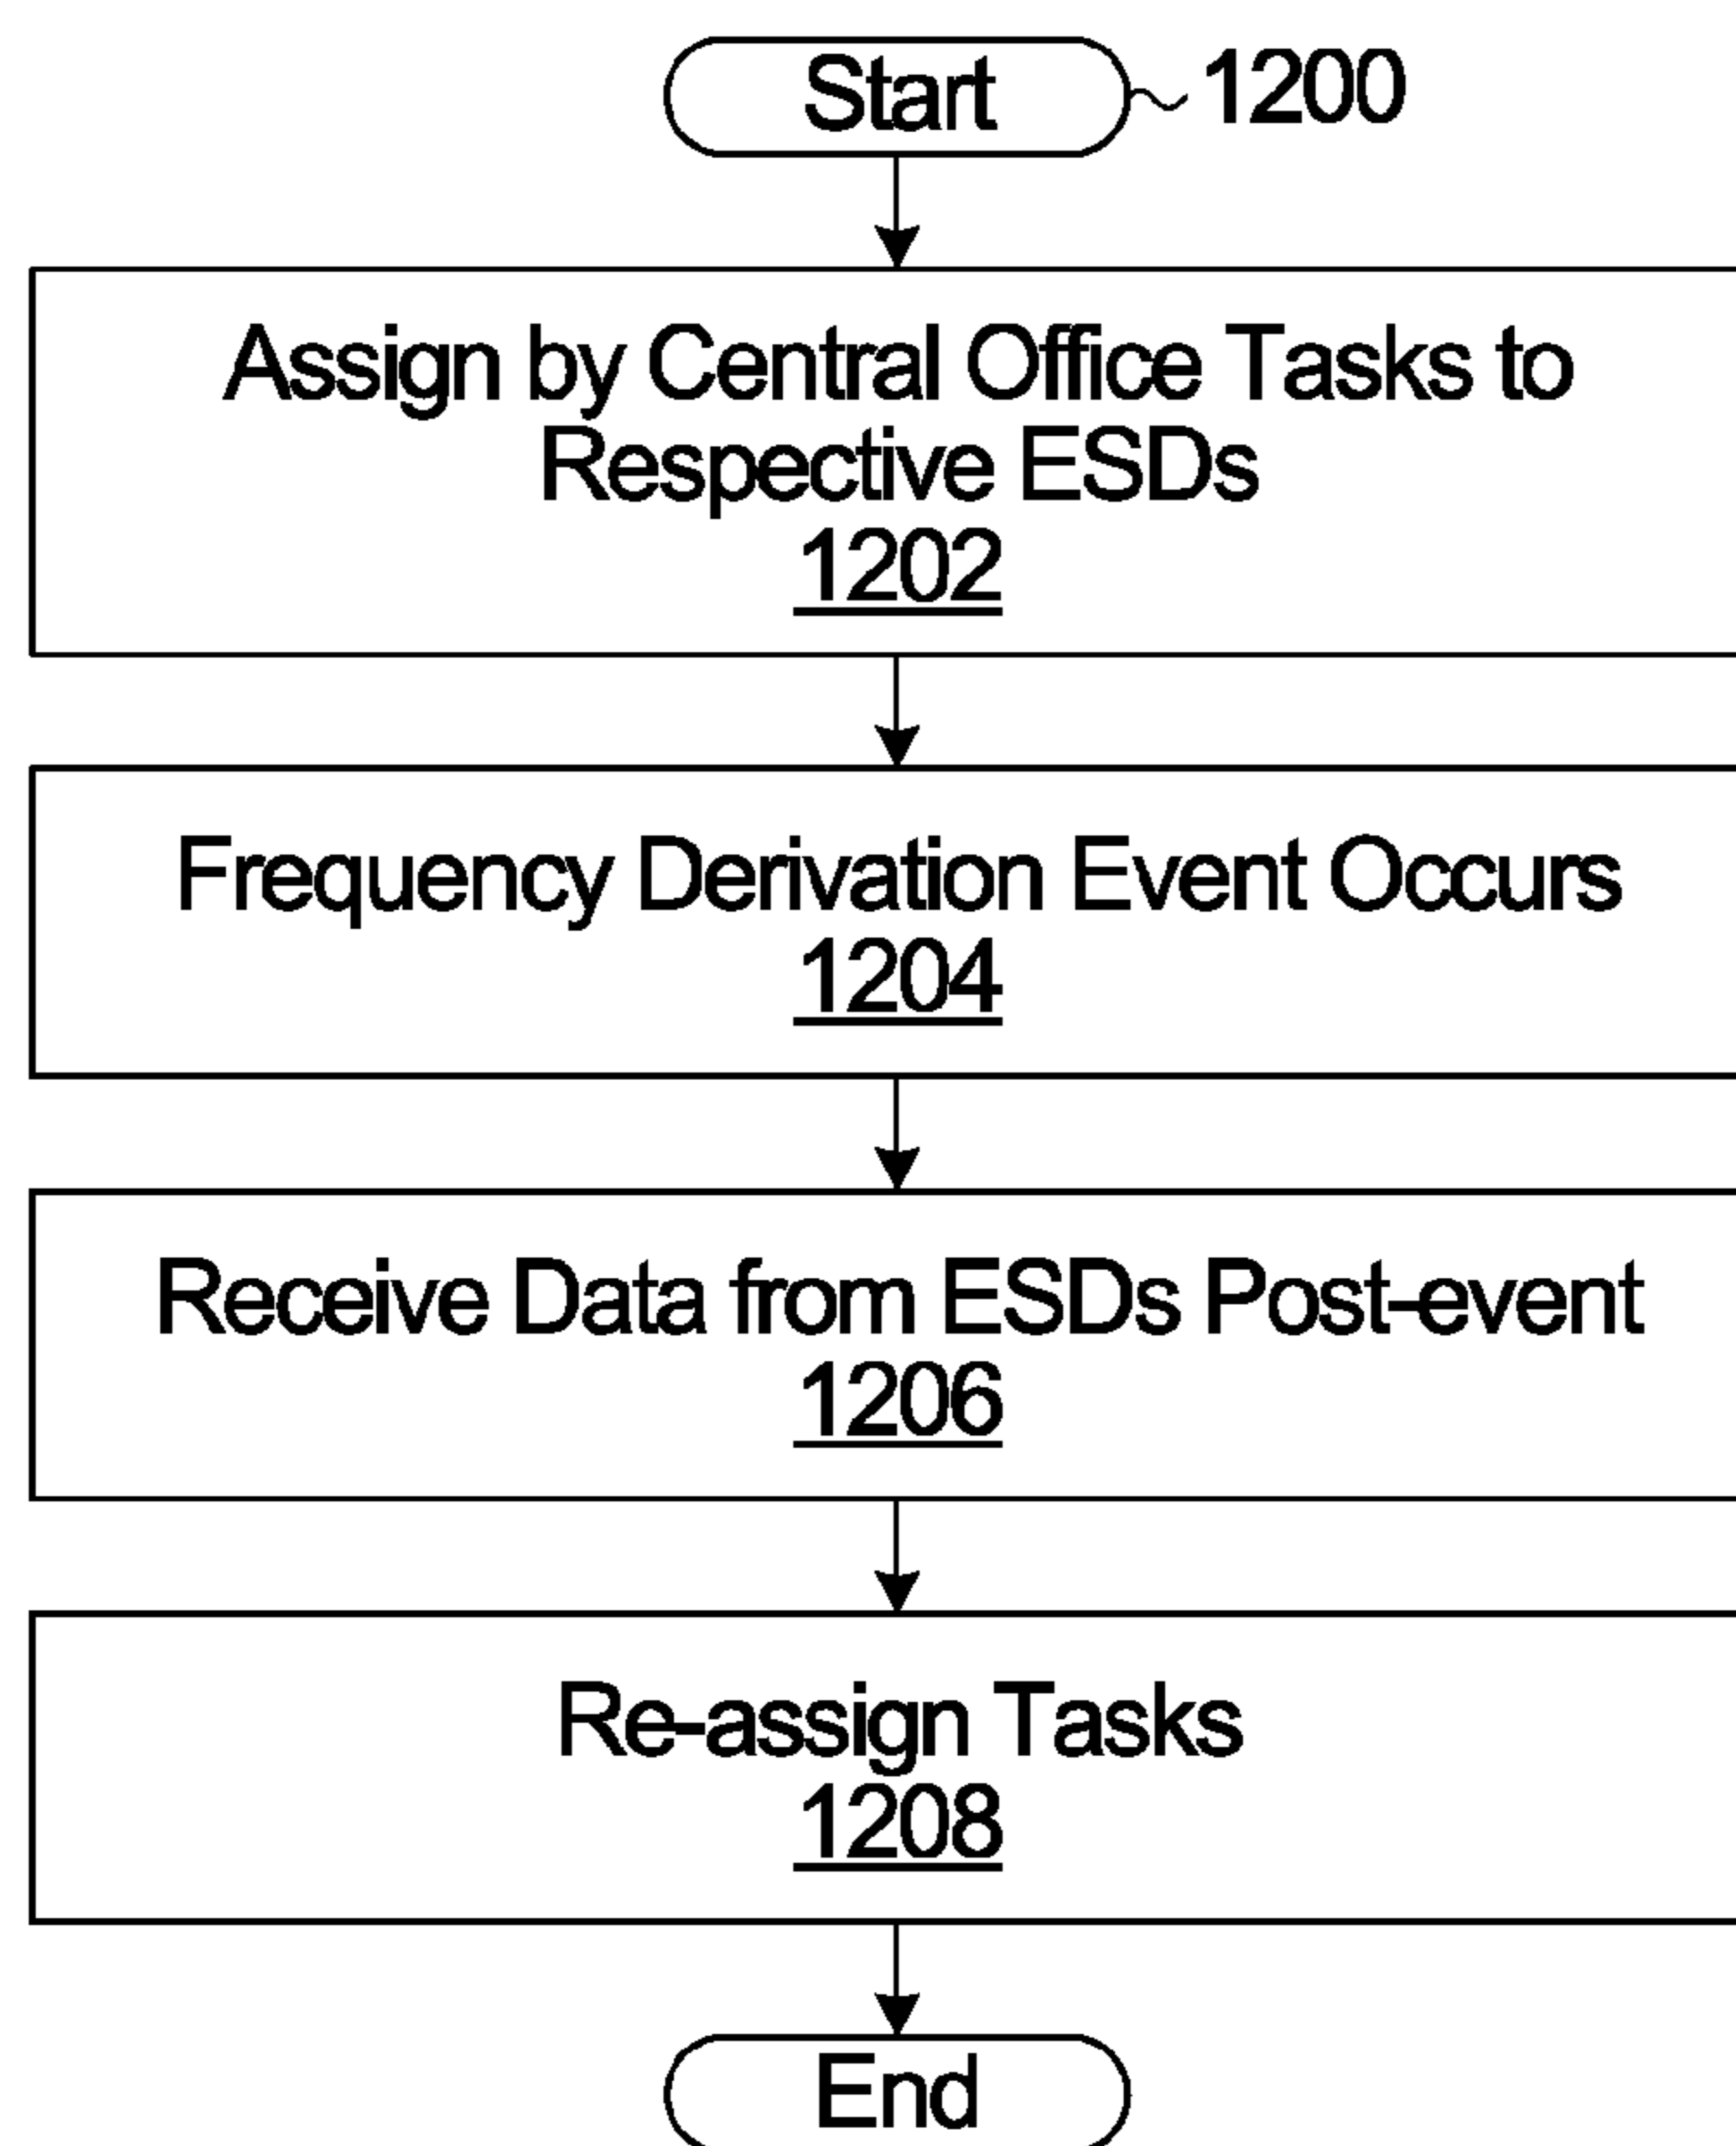 Start 1200
Assign by Central Office Tasks to
Respective ESDs
1202
Frequency Derivation Event Occurs
1204
Receive Data from ESDs Post-event
1206
Re-assign Tasks
1208
End